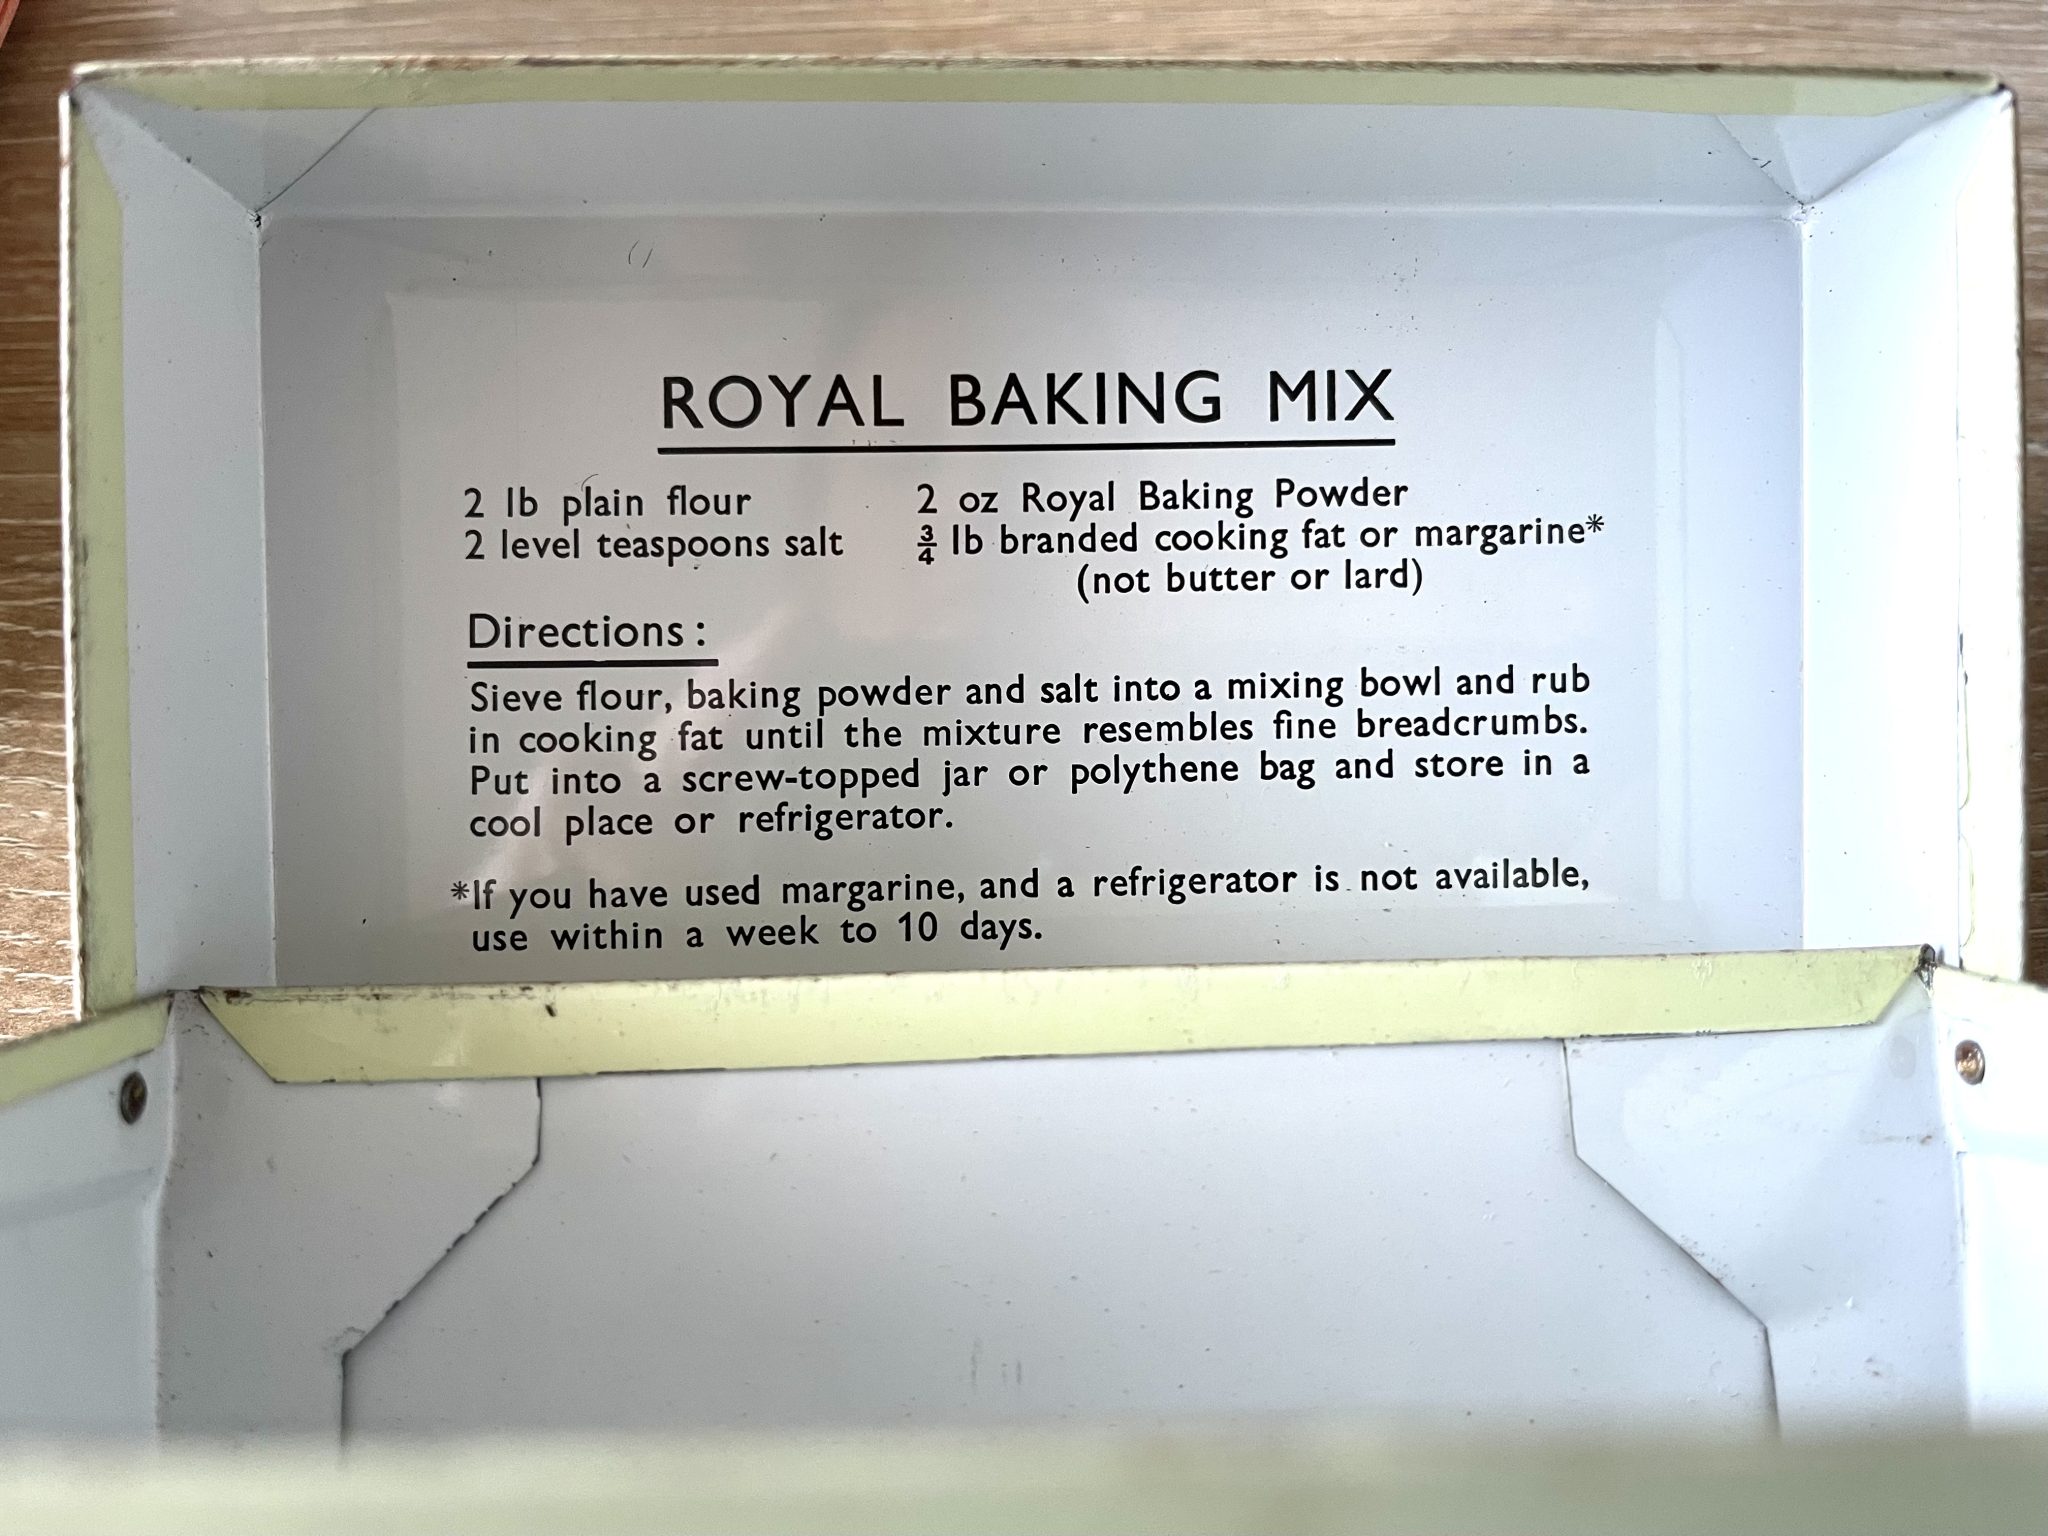 ROYAL BAKING MIX
2 lb plain flour
2 level teaspoons salt
2 oz Royal Baking Powder
¾ lb branded cooking fat or margarine*
(not butter or lard)
Directions:
Sieve flour, baking powder and salt into a mixing bowl and rub
in cooking fat until the mixture resembles fine breadcrumbs.
Put into a screw-topped jar or polythene bag and store in a
cool place or refrigerator.
*If you have used margarine, and a refrigerator is not available,
use within a week to 10 days.